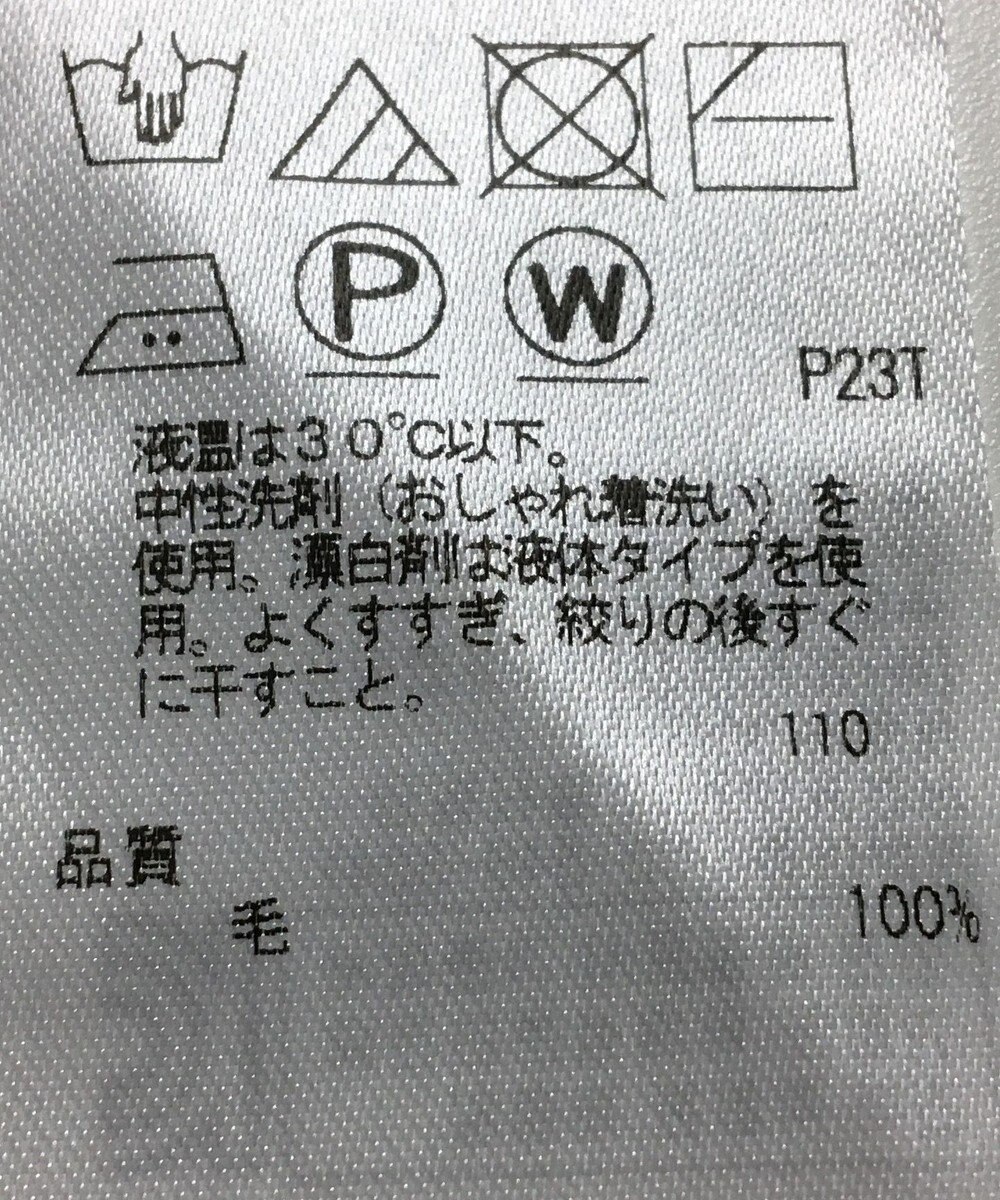 P
W
P23T
液温は30℃以下。
中性洗剤（おしゃれ着洗い）を
使用。漂白剤は液体タイプを使
用。よくすすぎ、絞りの後すぐ
に干すこと。
110
品質
毛 100%